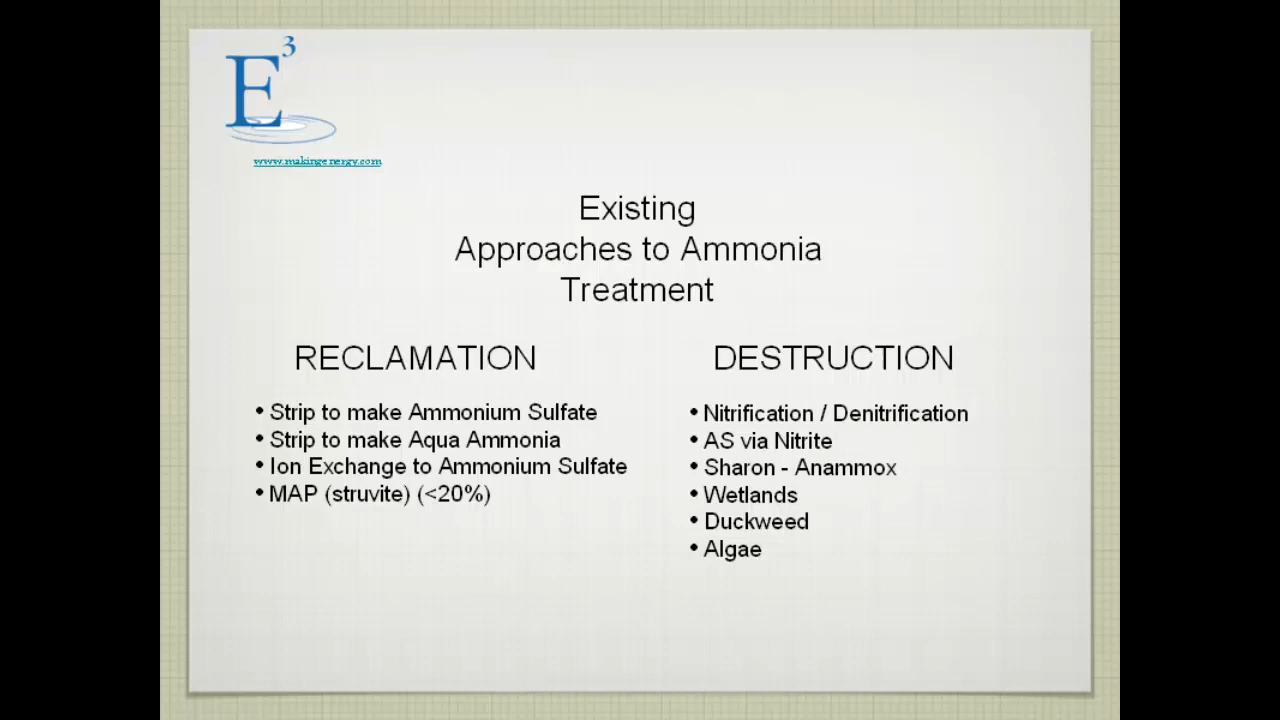 E³
www.makingenergy.com
Existing
Approaches to Ammonia
Treatment
RECLAMATION
• Strip to make Ammonium Sulfate
• Strip to make Aqua Ammonia
• Ion Exchange to Ammonium Sulfate
• MAP (struvite) (<20%)
DESTRUCTION
• Nitrification / Denitrification
• AS via Nitrite
• Sharon - Anammox
• Wetlands
• Duckweed
• Algae